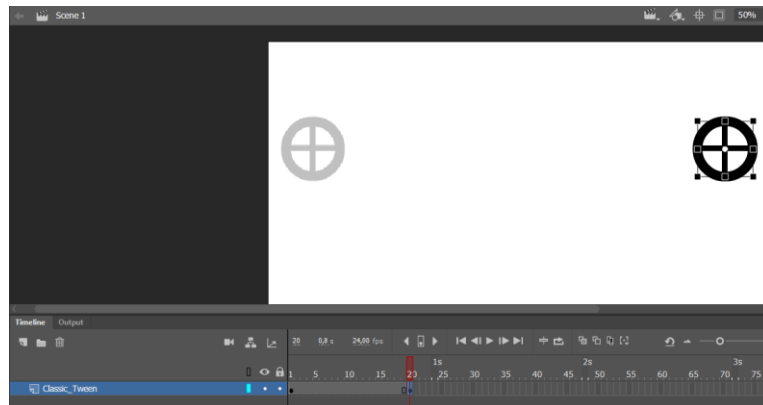 Scene 1 50%
Timeline Output
20 0,8 s 24,00 fps
1s 2s 3s
1 5 10 15 20 25 30 35 40 45 50 55 60 65 70 75
Classic_Tween